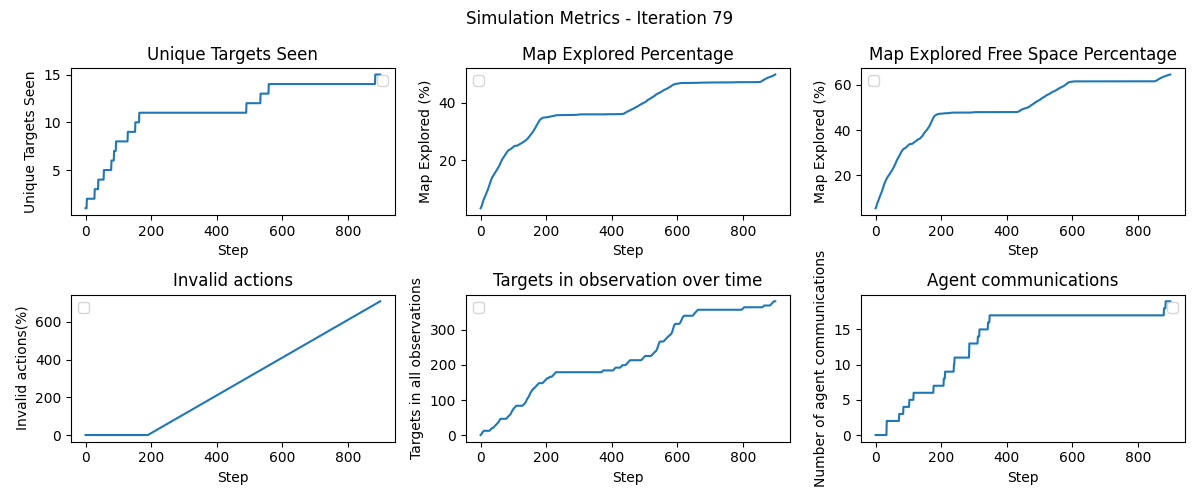 Simulation Metrics - Iteration 79
Unique Targets Seen
Unique Targets Seen
15
10
5
0 200 400 600 800
Step
Map Explored Percentage
Map Explored (%)
40
20
0 200 400 600 800
Step
Map Explored Free Space Percentage
Map Explored (%)
60
40
20
0 200 400 600 800
Step
Invalid actions
Invalid actions(%)
600
400
200
0
0 200 400 600 800
Step
Targets in observation over time
Targets in all observations
300
200
100
0
0 200 400 600 800
Step
Agent communications
Number of agent communications
15
10
5
0
0 200 400 600 800
Step